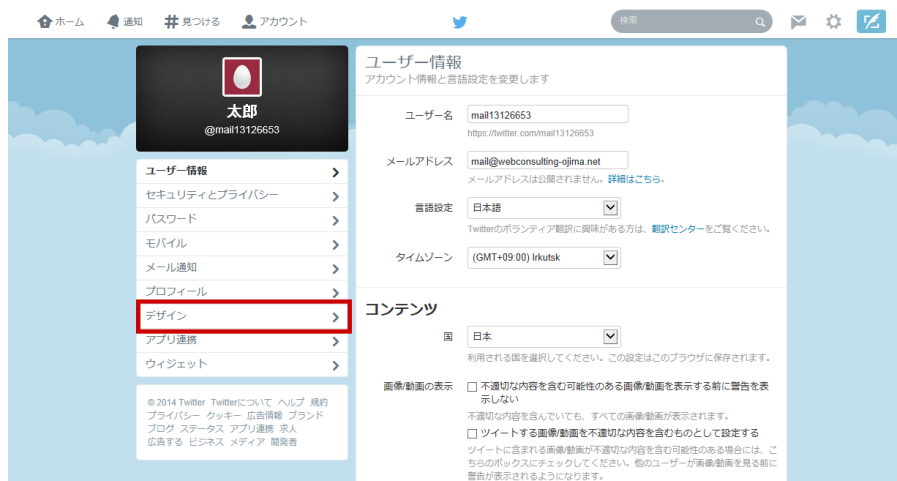 ホーム 通知 見つける アカウント 検索
太郎
@mail13126653
ユーザー情報
セキュリティとプライバシー
パスワード
モバイル
メール通知
プロフィール
デザイン
アプリ連携
ウィジェット
© 2014 Twitter Twitterについて ヘルプ 規約
プライバシー クッキー 広告情報 ブランド
ブログ ステータス アプリ連携 求人
広告する ビジネス メディア 開発者
ユーザー情報
アカウント情報と言語設定を変更します
ユーザー名 mail13126653
https://twitter.com/mail13126653
メールアドレス mail@webconsulting-ojima.net
メールアドレスは公開されません。詳細はこちら。
言語設定 日本語
Twitterのボランティア翻訳に興味がある方は、翻訳センターをご覧ください。
タイムゾーン (GMT+09:00) Irkutsk
コンテンツ
国 日本
利用される国を選択してください。この設定はこのブラウザに保存されます。
画像/動画の表示 不適切な内容を含む可能性のある画像/動画を表示する前に警告を表
示しない
不適切な内容を含んでいても、すべての画像/動画が表示されます。
ツイートする画像/動画を不適切な内容を含むものとして設定する
ツイートに含まれる画像/動画が不適切な内容を含む可能性のある場合には、こ
ちらのボックスにチェックしてください。他のユーザーが画像/動画を見る前に
警告が表示されるようになります。